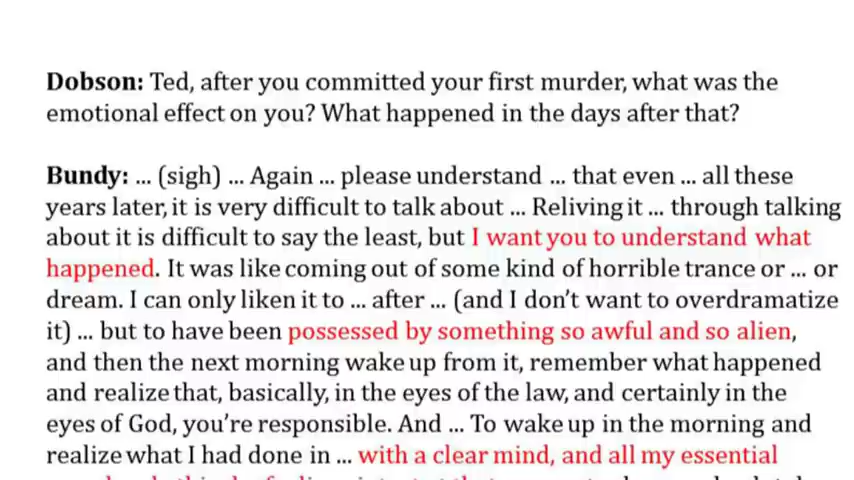 Dobson: Ted, after you committed your first murder, what was the
emotional effect on you? What happened in the days after that?
Bundy: ... (sigh) ... Again ... please understand ... that even ... all these
years later, it is very difficult to talk about ... Reliving it ... through talking
about it is difficult to say the least, but I want you to understand what
happened. It was like coming out of some kind of horrible trance or ... or
dream. I can only liken it to ... after ... (and I don't want to overdramatize
it) ... but to have been possessed by something so awful and so alien,
and then the next morning wake up from it, remember what happened
and realize that, basically, in the eyes of the law, and certainly in the
eyes of God, you're responsible. And ... To wake up in the morning and
realize what I had done in ... with a clear mind, and all my essential